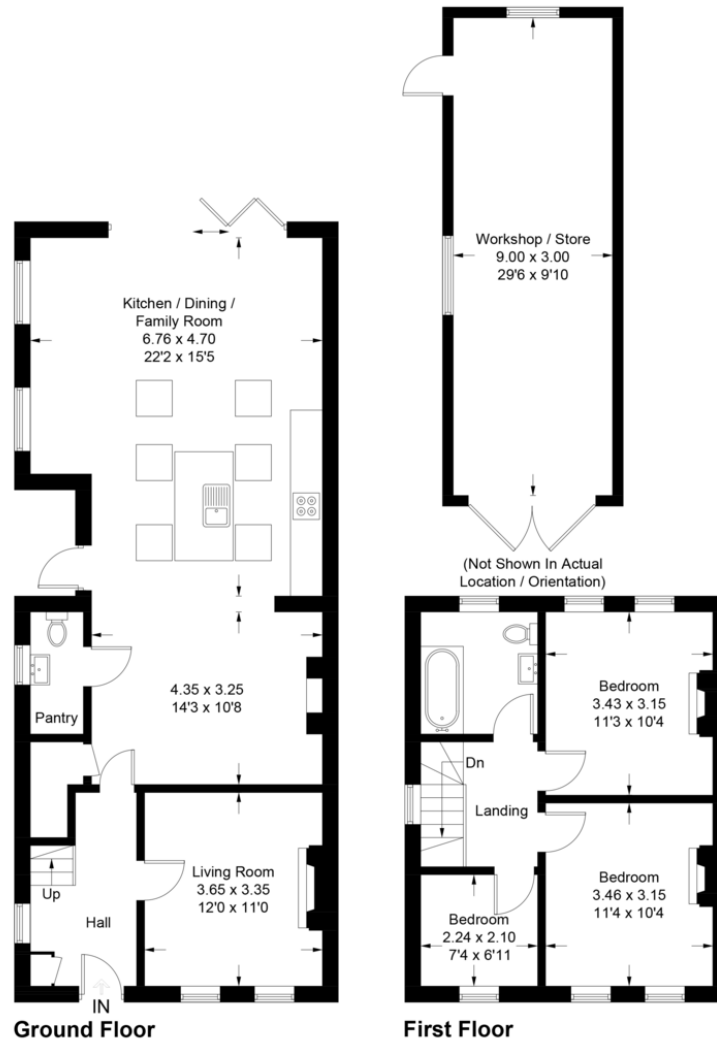 Kitchen / Dining /
Family Room
6.76 x 4.70
22'2 x 15'5
Pantry
4.35 x 3.25
14'3 x 10'8
Living Room
3.65 x 3.35
12'0 x 11'0
Up
Hall
IN
Ground Floor
Workshop / Store
9.00 x 3.00
29'6 x 9'10
(Not Shown In Actual
Location / Orientation)
Bedroom
3.43 x 3.15
11'3 x 10'4
Dn
Landing
Bedroom
3.46 x 3.15
11'4 x 10'4
Bedroom
2.24 x 2.10
7'4 x 6'11
First Floor